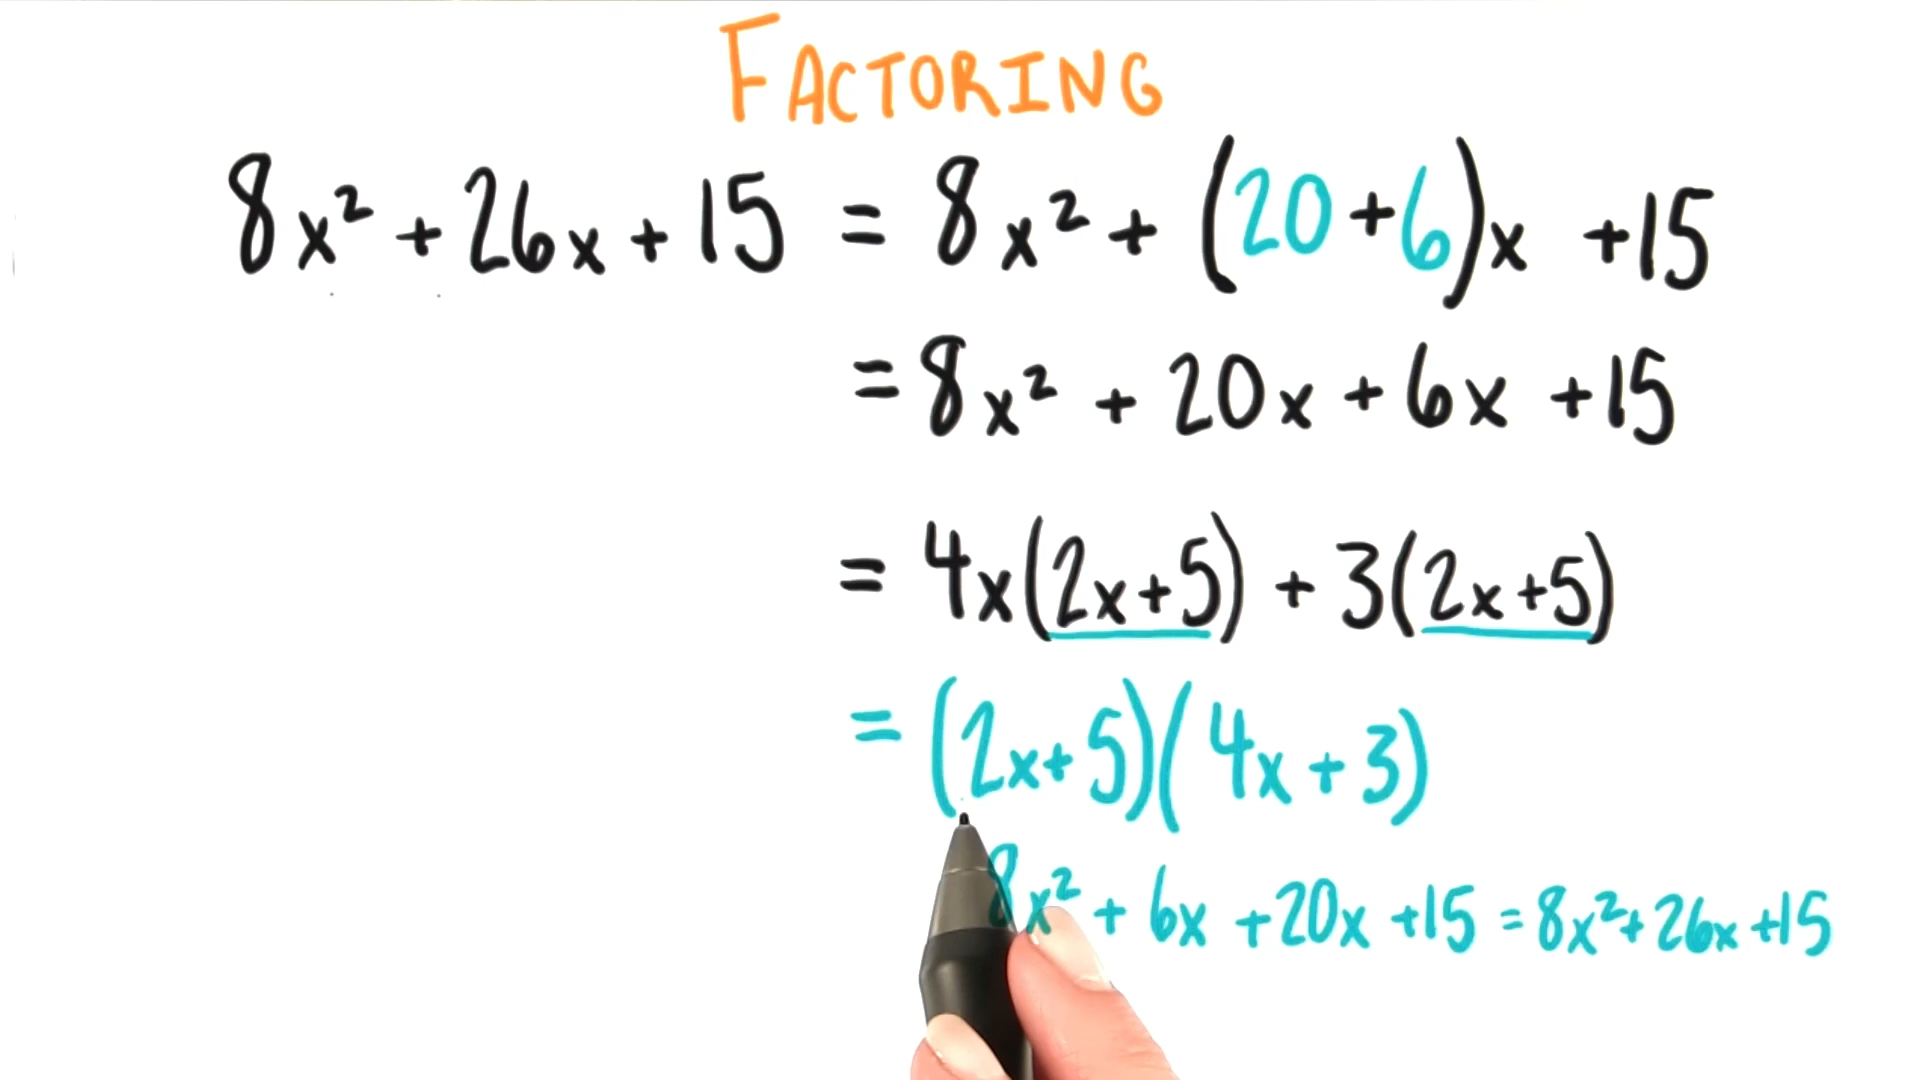 FACTORING
8x² + 26x + 15 = 8x² + (20 + 6)x + 15
= 8x² + 20x + 6x + 15
= 4x(2x+5) + 3(2x+5)
= (2x+5)(4x + 3)
8x² + 6x + 20x + 15 = 8x² + 26x + 15